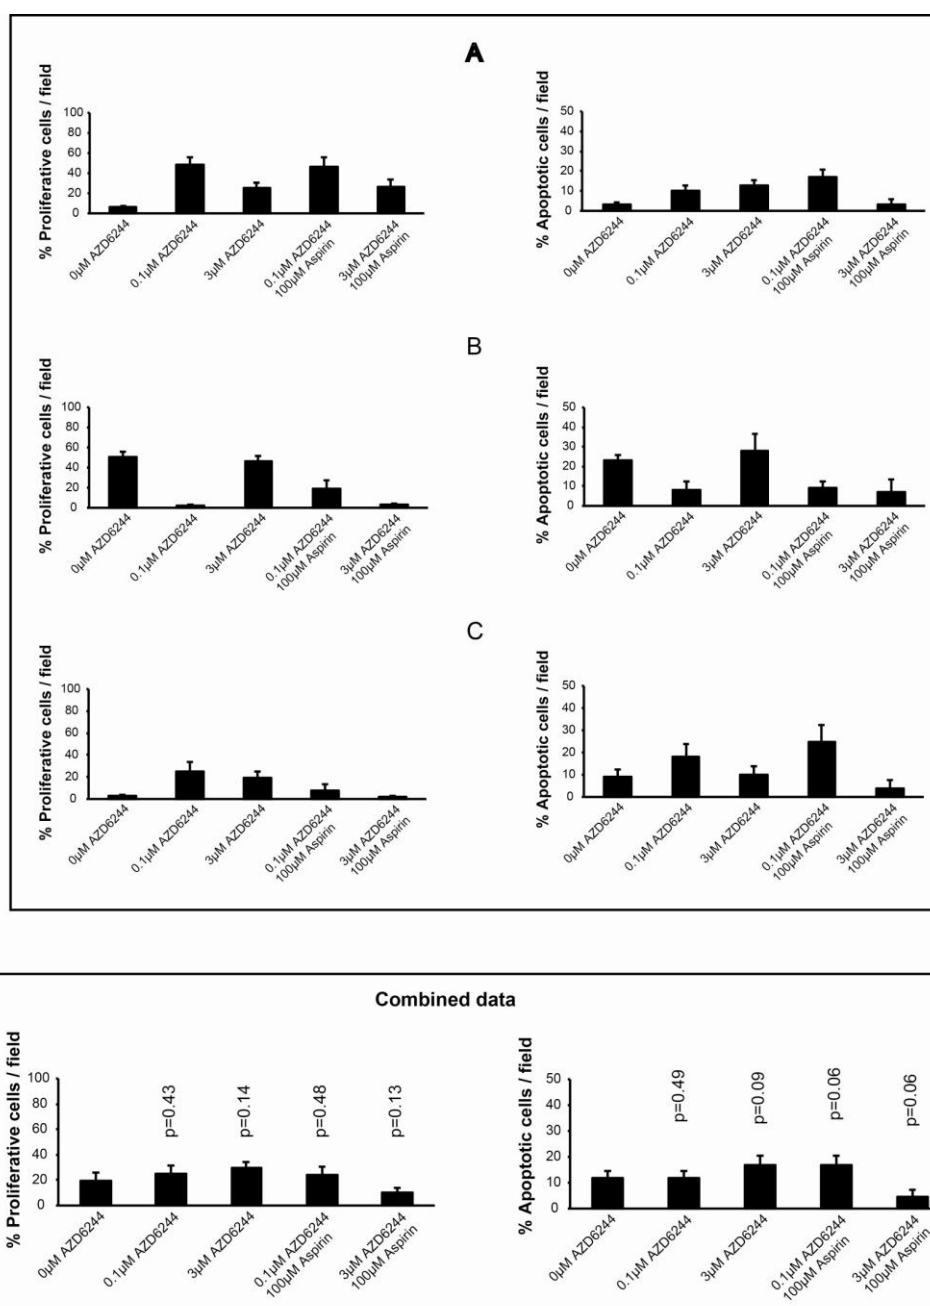 A
% Proliferative cells / field
100
80
60
40
20
0
0µM AZD6244
0.1µM AZD6244
3µM AZD6244
0.1µM AZD6244
100µM Aspirin
3µM AZD6244
100µM Aspirin
% Apoptotic cells / field
50
40
30
20
10
0
0µM AZD6244
0.1µM AZD6244
3µM AZD6244
0.1µM AZD6244
100µM Aspirin
3µM AZD6244
100µM Aspirin
B
% Proliferative cells / field
100
80
60
40
20
0
0µM AZD6244
0.1µM AZD6244
3µM AZD6244
0.1µM AZD6244
100µM Aspirin
3µM AZD6244
100µM Aspirin
% Apoptotic cells / field
50
40
30
20
10
0
0µM AZD6244
0.1µM AZD6244
3µM AZD6244
0.1µM AZD6244
100µM Aspirin
3µM AZD6244
100µM Aspirin
C
% Proliferative cells / field
100
80
60
40
20
0
0µM AZD6244
0.1µM AZD6244
3µM AZD6244
0.1µM AZD6244
100µM Aspirin
3µM AZD6244
100µM Aspirin
% Apoptotic cells / field
50
40
30
20
10
0
0µM AZD6244
0.1µM AZD6244
3µM AZD6244
0.1µM AZD6244
100µM Aspirin
3µM AZD6244
100µM Aspirin
Combined data
% Proliferative cells / field
100
80
60
40
20
0
p=0.43
p=0.14
p=0.48
p=0.13
0µM AZD6244
0.1µM AZD6244
3µM AZD6244
0.1µM AZD6244
100µM Aspirin
3µM AZD6244
100µM Aspirin
% Apoptotic cells / field
50
40
30
20
10
0
p=0.49
p=0.09
p=0.06
p=0.06
0µM AZD6244
0.1µM AZD6244
3µM AZD6244
0.1µM AZD6244
100µM Aspirin
3µM AZD6244
100µM Aspirin